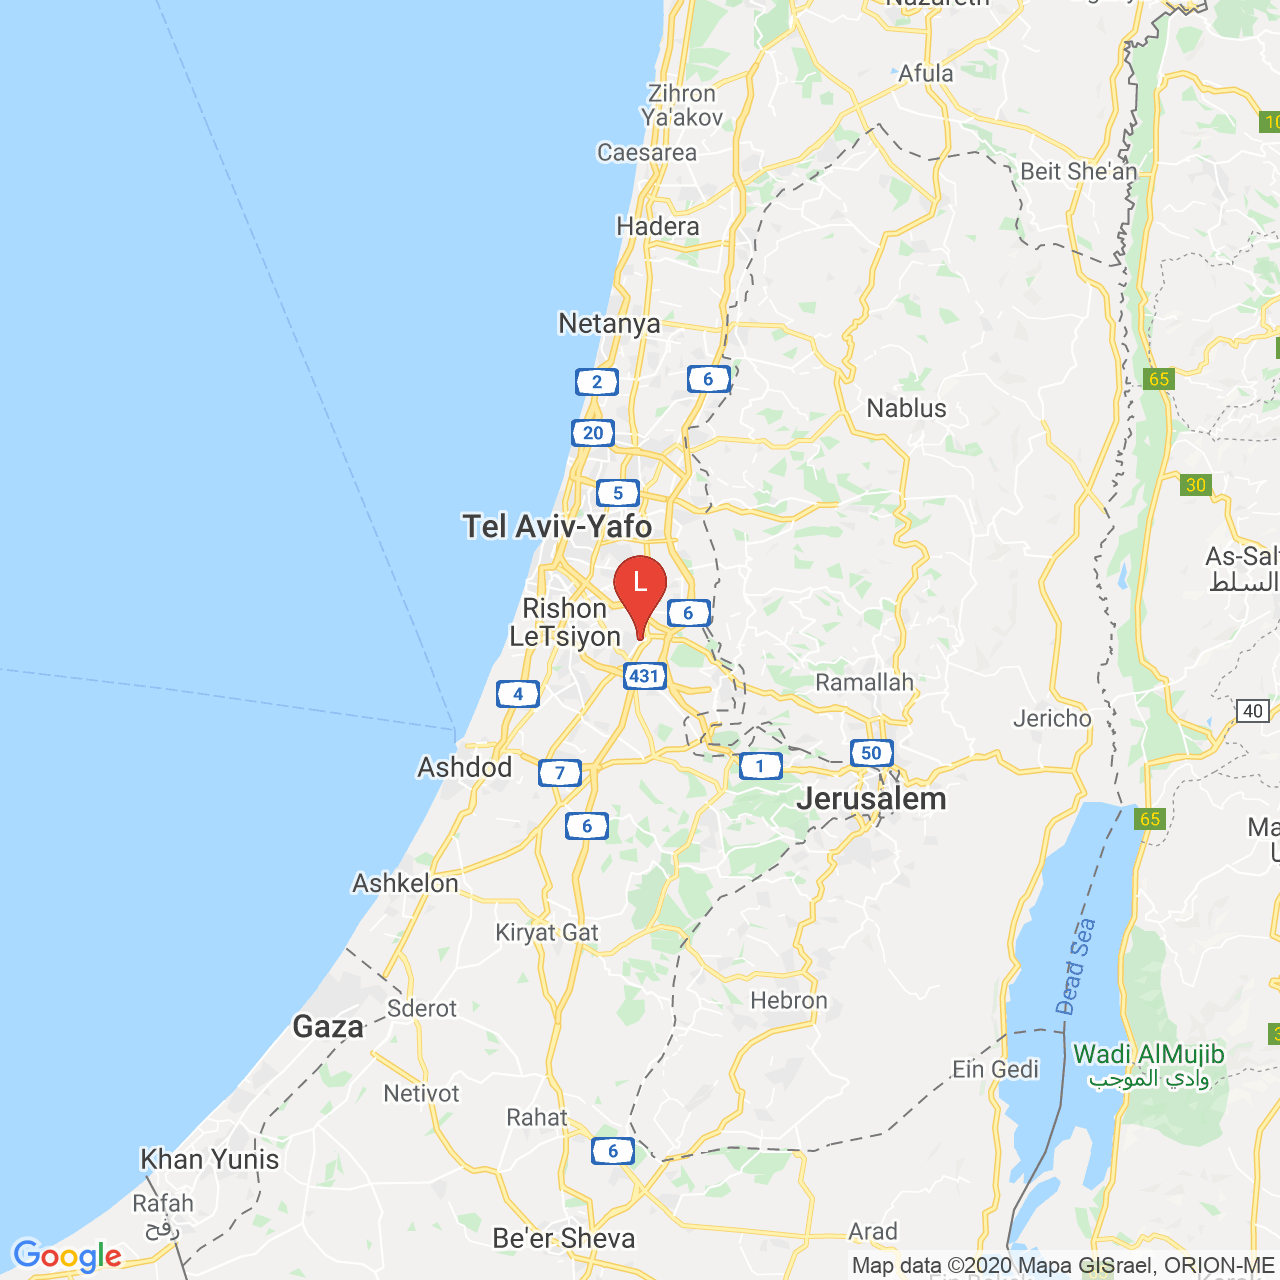 Nazareth
Afula
Zihron
Ya'akov
Caesarea
Beit She'an
Hadera
Netanya
2
6
65
Nablus
20
5
30
Tel Aviv-Yafo
As-Salt
السلط
L
Rishon
LeTsiyon
6
431
4
Ramallah
40
Jericho
50
1
7
Ashdod
Jerusalem
65
6
Ashkelon
Kiryat Gat
Dead Sea
Hebron
Sderot
Gaza
Wadi AlMujib
وادي الموجب
Ein Gedi
Netivot
Rahat
6
Khan Yunis
Rafah
رفح
Be'er Sheva
Arad
Google
Map data ©2020 Mapa GISrael, ORION-ME